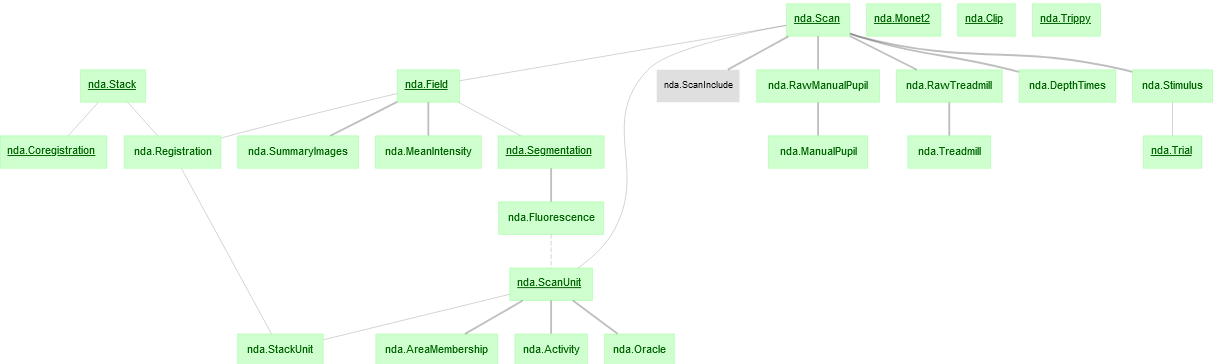 nda.Scan
nda.Monet2
nda.Clip
nda.Trippy
nda.Stack
nda.Field
nda.ScanInclude
nda.RawManualPupil
nda.RawTreadmill
nda.DepthTimes
nda.Stimulus
nda.Coregistration
nda.Registration
nda.SummaryImages
nda.MeanIntensity
nda.Segmentation
nda.ManualPupil
nda.Treadmill
nda.Trial
nda.Fluorescence
nda.ScanUnit
nda.StackUnit
nda.AreaMembership
nda.Activity
nda.Oracle